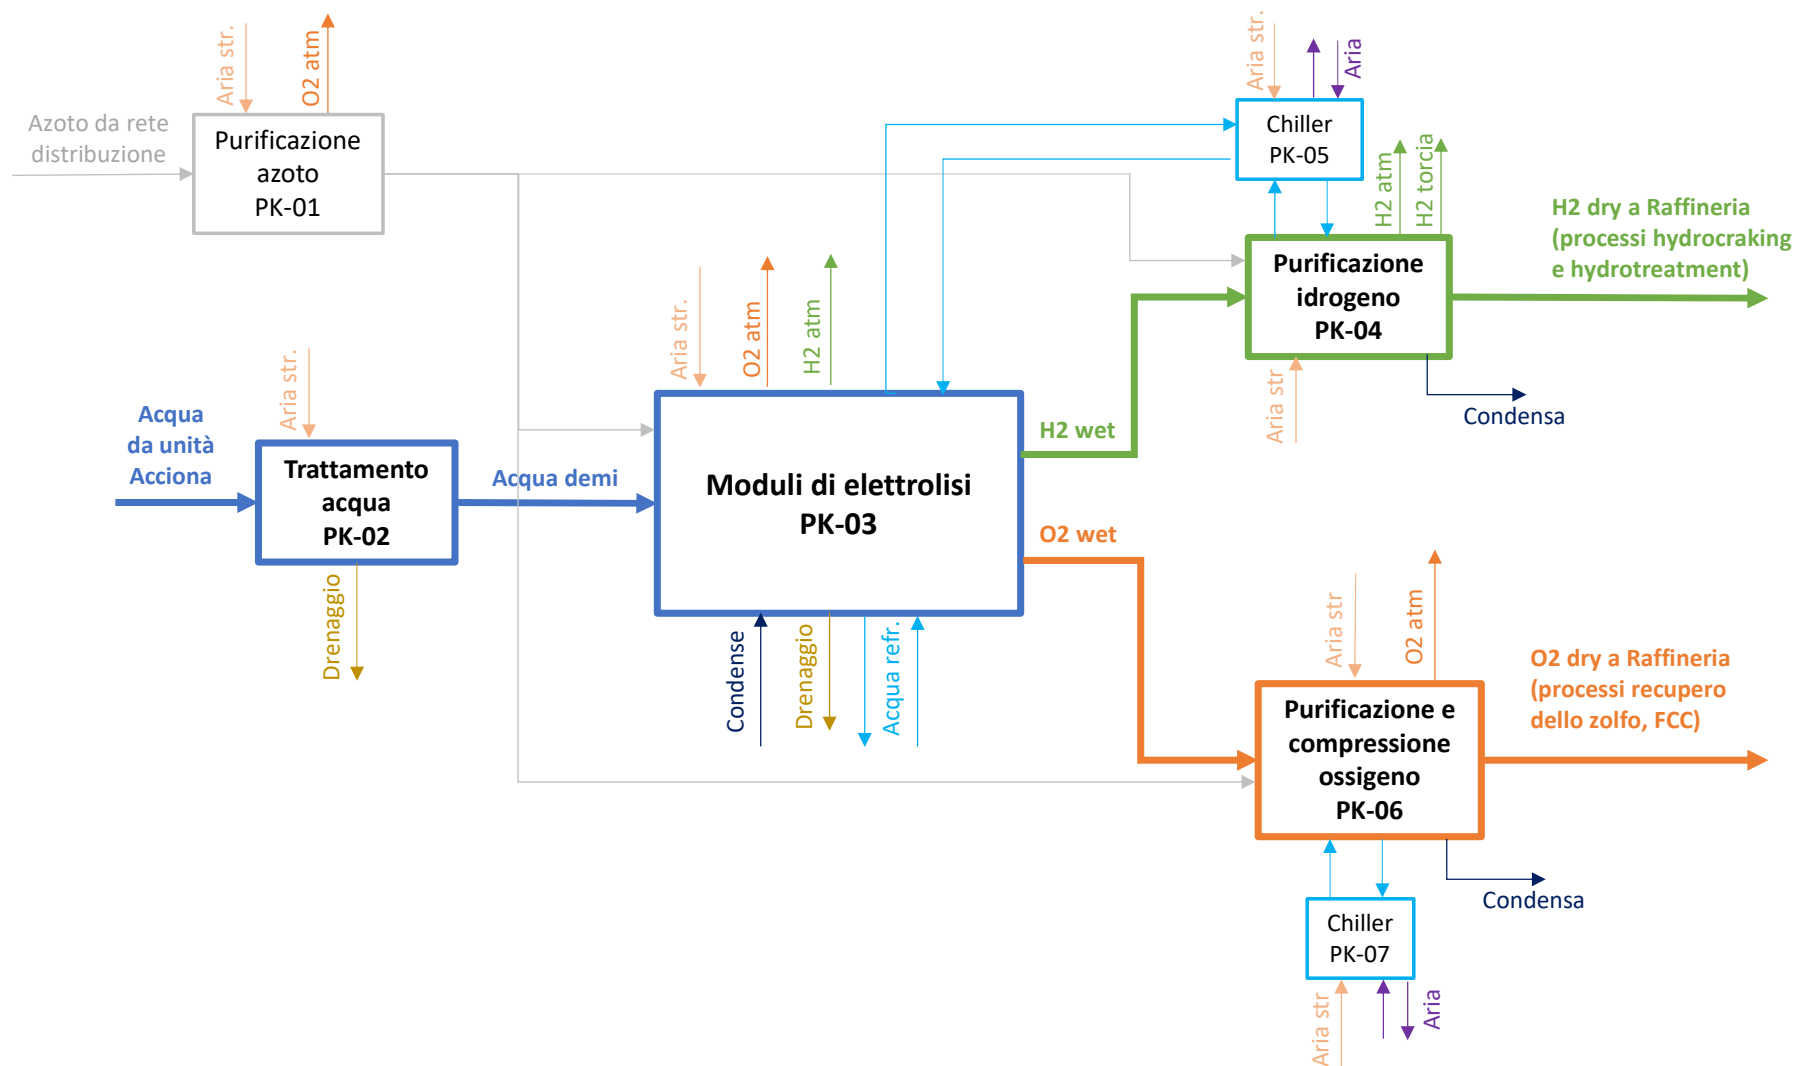 Aria str.
O2 atm
Azoto da rete
distribuzione
Purificazione
azoto
PK-01
Aria str.
Aria
Chiller
PK-05
H2 atm
H2 torcia
H2 dry a Raffineria
(processi hydrocraking
e hydrotreatment)
Purificazione
idrogeno
PK-04
Aria str
Condensa
Aria str.
O2 atm
H2 atm
Aria str.
Acqua
da unità
Acciona
Trattamento
acqua
PK-02
Drenaggio
Acqua demi
Moduli di elettrolisi
PK-03
H2 wet
O2 wet
Condense
Drenaggio
Acqua refr.
Aria str
O2 atm
O2 dry a Raffineria
(processi recupero
dello zolfo, FCC)
Purificazione e
compressione
ossigeno
PK-06
Condensa
Chiller
PK-07
Aria str
Aria